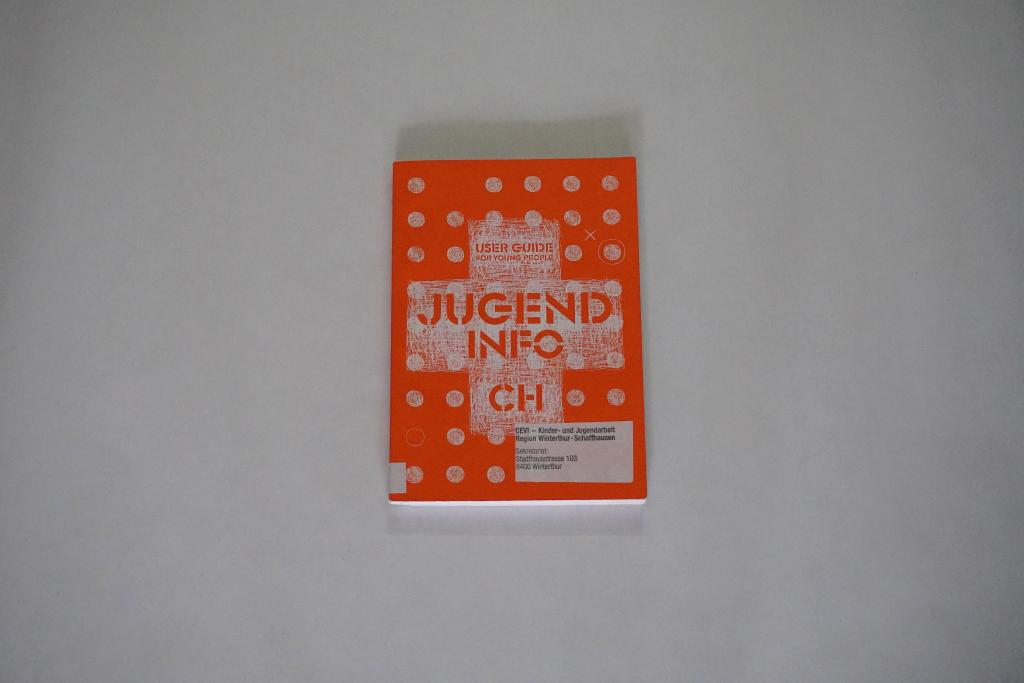 USER GUIDE
FOR YOUNG PEOPLE
JUGEND
INFO
CH
CEVI – Kinder- und Jugendarbeit
Region Winterthur-Schaffhausen
Sekretariat:
Stadthausstrasse 103
8400 Winterthur